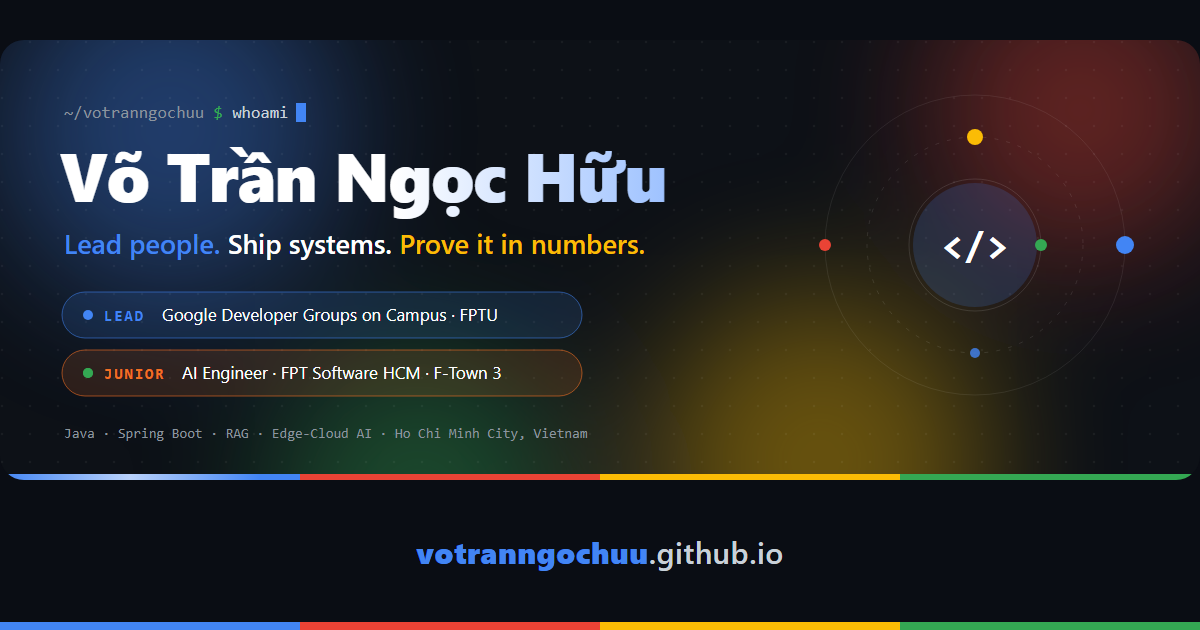 ~/votranngochuu $ whoami
Võ Trần Ngọc Hữu
Lead people. Ship systems. Prove it in numbers.
LEAD Google Developer Groups on Campus · FPTU
JUNIOR AI Engineer · FPT Software HCM · F-Town 3
Java · Spring Boot · RAG · Edge-Cloud AI · Ho Chi Minh City, Vietnam
</>
votranngochuu.github.io